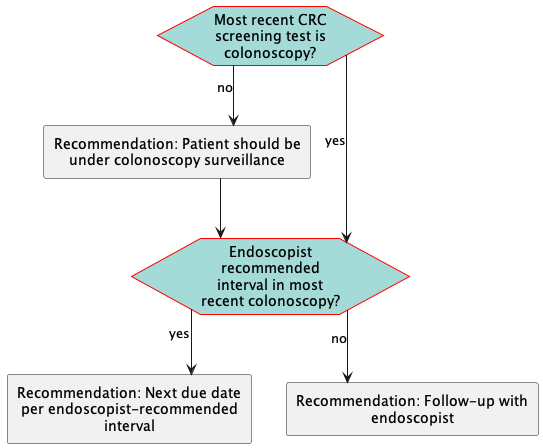 Most recent CRC
screening test is
colonoscopy?
no
yes
Recommendation: Patient should be
under colonoscopy surveillance
Endoscopist
recommended
interval in most
recent colonoscopy?
yes
no
Recommendation: Next due date
per endoscopist-recommended
interval
Recommendation: Follow-up with
endoscopist